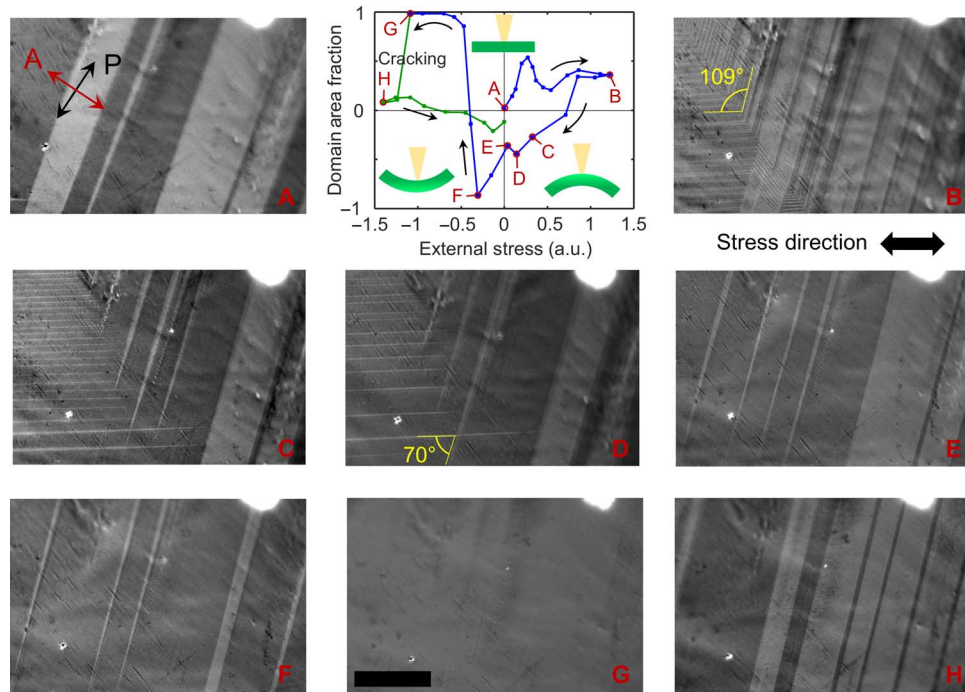 A
P
A
Domain area fraction
1
0
−1
G
Cracking
H
A
B
E
C
D
F
−1.5
−1
−0.5
0
0.5
1
1.5
External stress (a.u.)
109°
B
Stress direction
C
70°
D
E
F
G
H